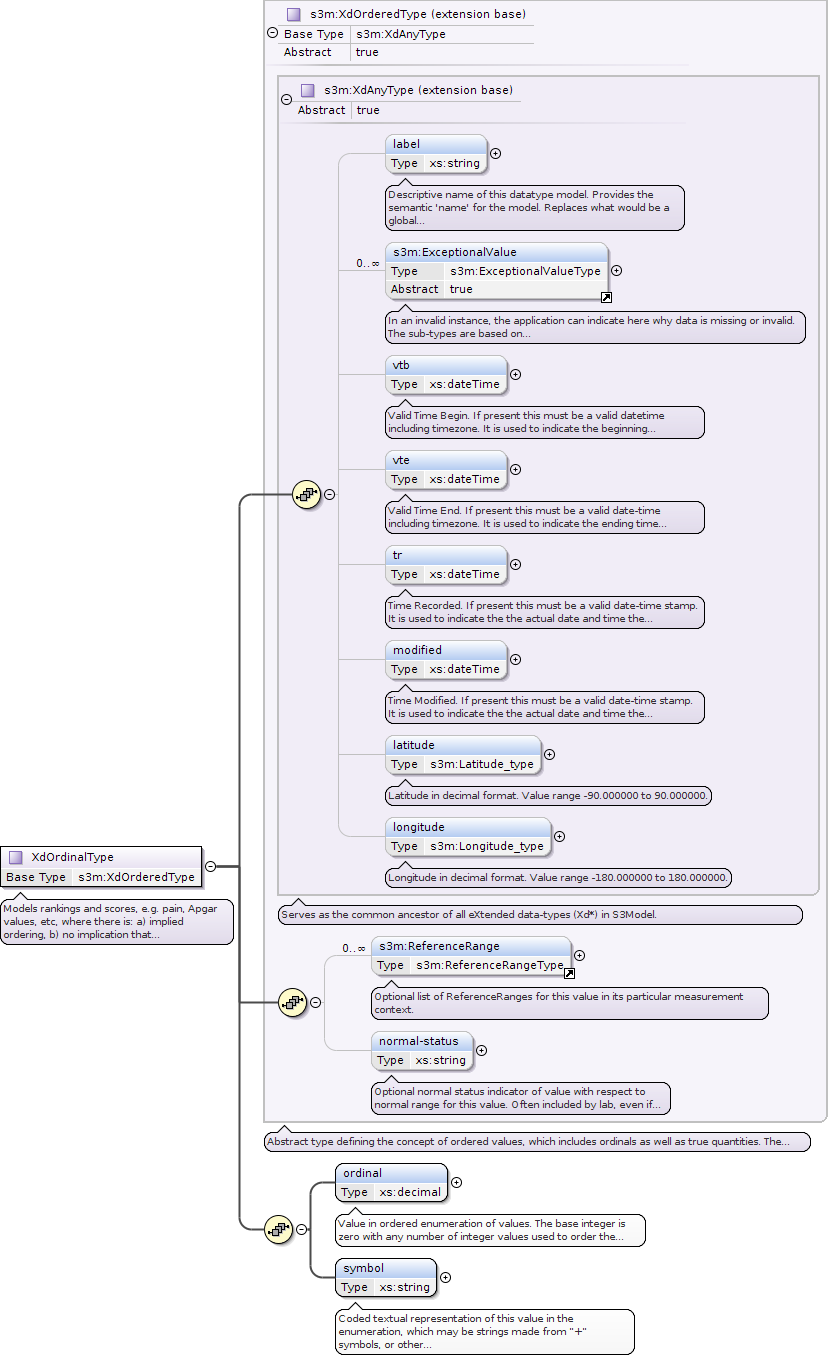 s3m:XdOrderedType (extension base)
Base Type s3m:XdAnyType
Abstract true
s3m:XdAnyType (extension base)
Abstract true
label
Type xs:string
Descriptive name of this datatype model. Provides the
semantic 'name' for the model. Replaces what would be a
global...
0..∞
s3m:ExceptionalValue
Type s3m:ExceptionalValueType
Abstract true
In an invalid instance, the application can indicate here why data is missing or invalid.
The sub-types are based on...
vtb
Type xs:dateTime
Valid Time Begin. If present this must be a valid datetime
including timezone. It is used to indicate the beginning...
vte
Type xs:dateTime
Valid Time End. If present this must be a valid date-time
including timezone. It is used to indicate the ending time...
tr
Type xs:dateTime
Time Recorded. If present this must be a valid date-time stamp.
It is used to indicate the the actual date and time the...
modified
Type xs:dateTime
Time Modified. If present this must be a valid date-time stamp.
It is used to indicate the the actual date and time the...
latitude
Type s3m:Latitude_type
Latitude in decimal format. Value range -90.000000 to 90.000000.
longitude
Type s3m:Longitude_type
Longitude in decimal format. Value range -180.000000 to 180.000000.
XdOrdinalType
Base Type s3m:XdOrderedType
Models rankings and scores, e.g. pain, Apgar
values, etc, where there is: a) implied
ordering, b) no implication that...
Serves as the common ancestor of all eXtended data-types (Xd*) in S3Model.
0..∞
s3m:ReferenceRange
Type s3m:ReferenceRangeType
Optional list of ReferenceRanges for this value in its particular measurement
context.
normal-status
Type xs:string
Optional normal status indicator of value with respect to
normal range for this value. Often included by lab, even if...
Abstract type defining the concept of ordered values, which includes ordinals as well as true quantities. The...
ordinal
Type xs:decimal
Value in ordered enumeration of values. The base integer is
zero with any number of integer values used to order the...
symbol
Type xs:string
Coded textual representation of this value in the
enumeration, which may be strings made from "+"
symbols, or other...